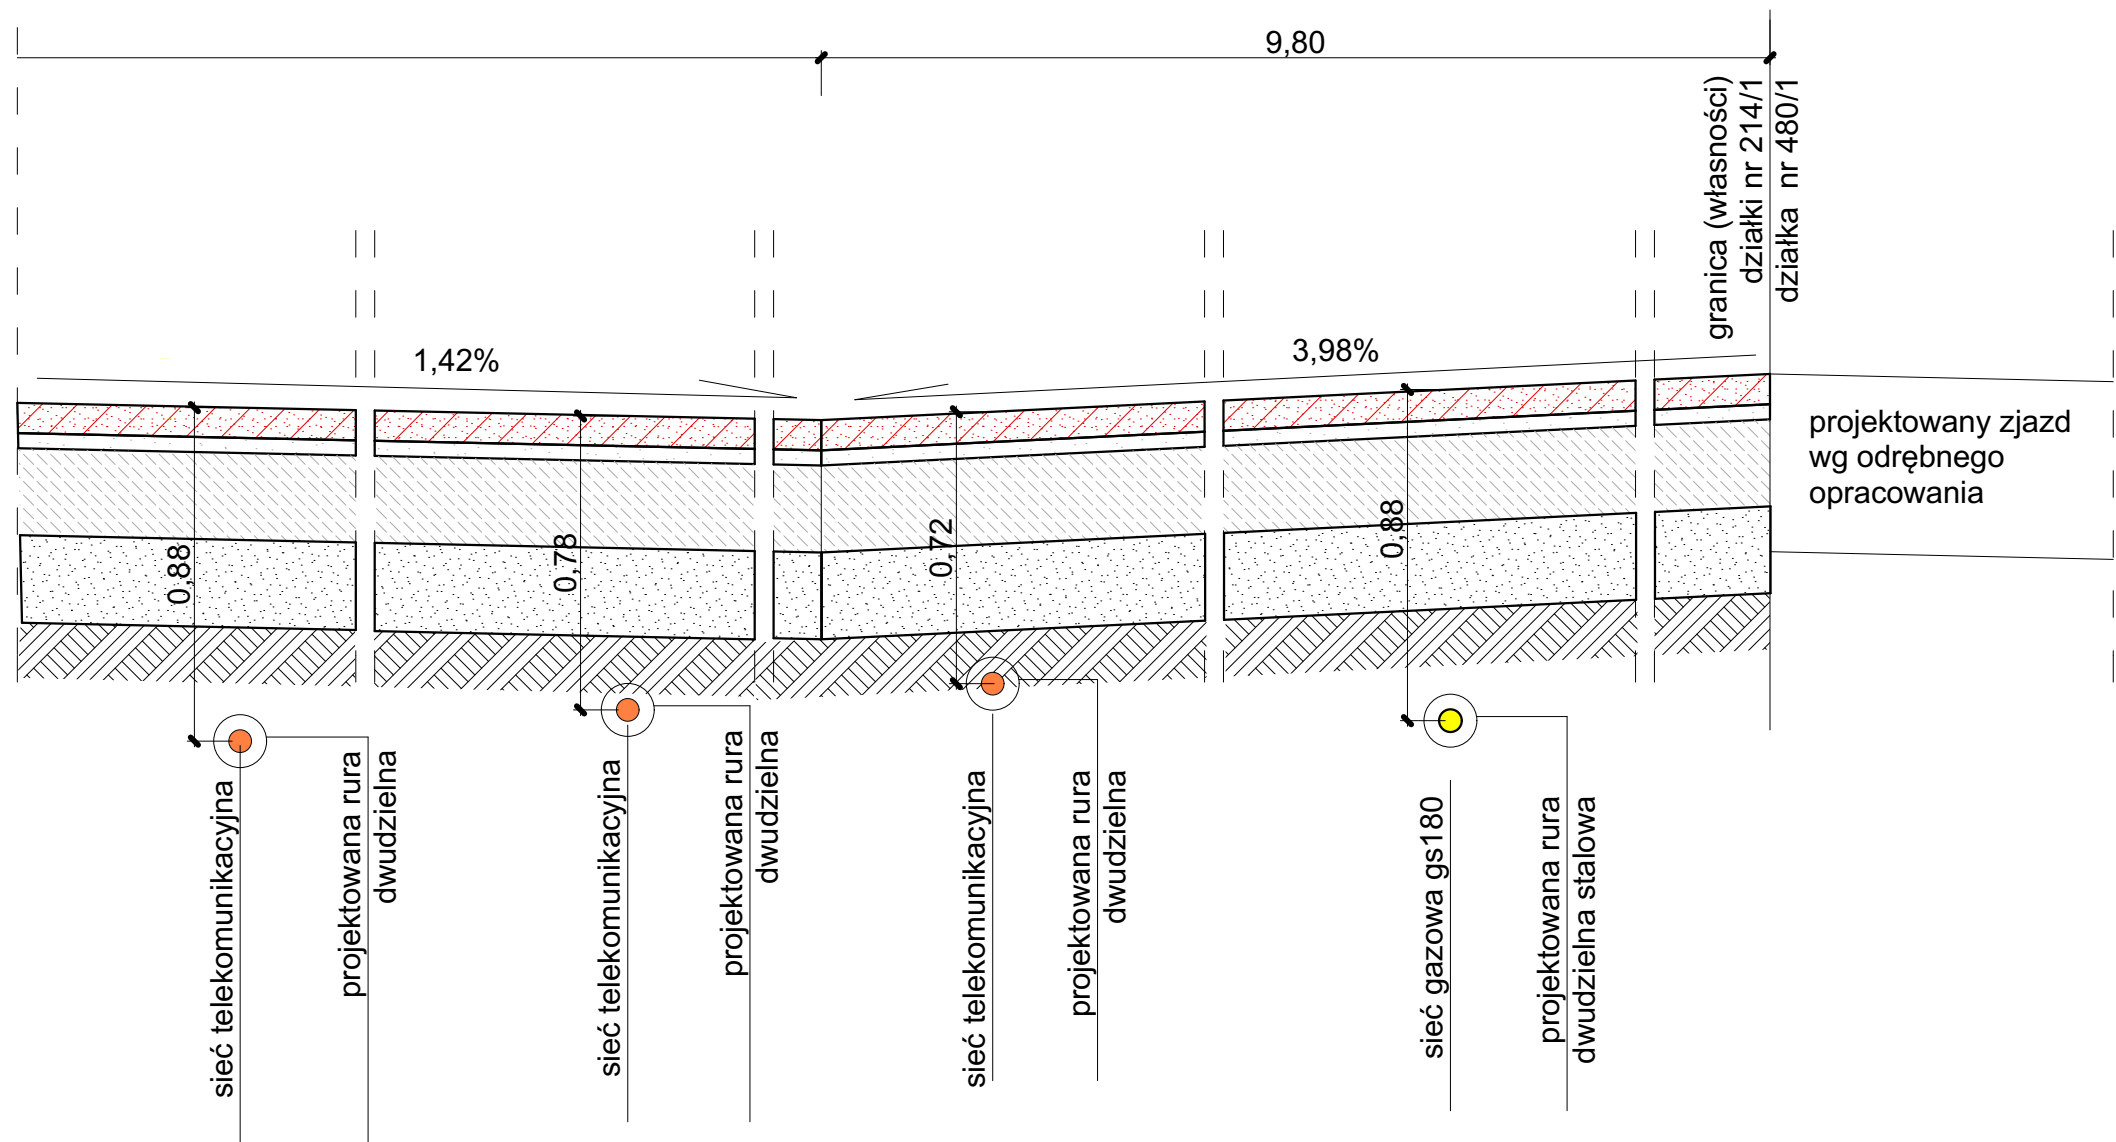 9,80
granica (własności)
działki nr 214/1
działka nr 480/1
1,42%
3,98%
projektowany zjazd
wg odrębnego
opracowania
0,88
0,78
0,72
0,88
sieć telekomunikacyjna
projektowana rura
dwudzielna
sieć telekomunikacyjna
projektowana rura
dwudzielna
sieć telekomunikacyjna
projektowana rura
dwudzielna
sieć gazowa gs180
projektowana rura
dwudzielna stalowa